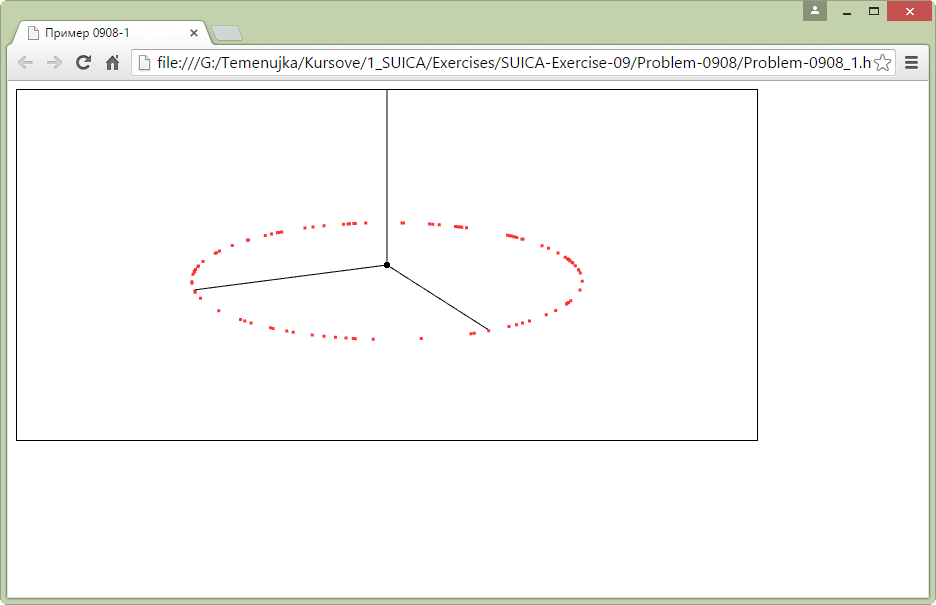 Пример 0908-1
file:///G:/Temenujka/Kursove/1_SUICA/Exercises/SUICA-Exercise-09/Problem-0908/Problem-0908_1.h